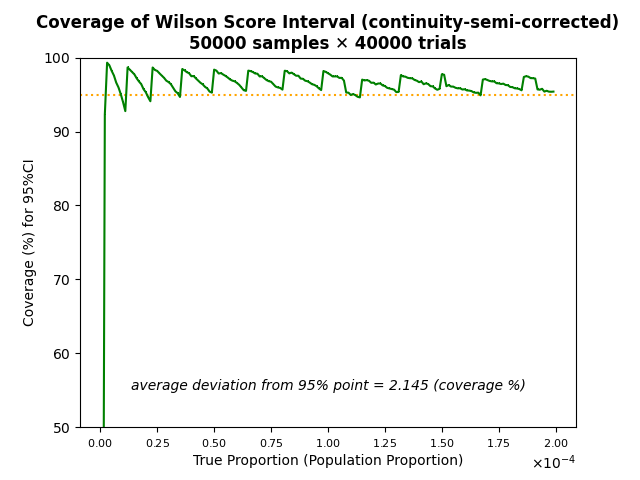 Coverage of Wilson Score Interval (continuity-semi-corrected)
50000 samples × 40000 trials
Coverage (%) for 95%CI
100
90
80
70
60
50
average deviation from 95% point = 2.145 (coverage %)
0.00 0.25 0.50 0.75 1.00 1.25 1.50 1.75 2.00
True Proportion (Population Proportion)
×10⁻⁴